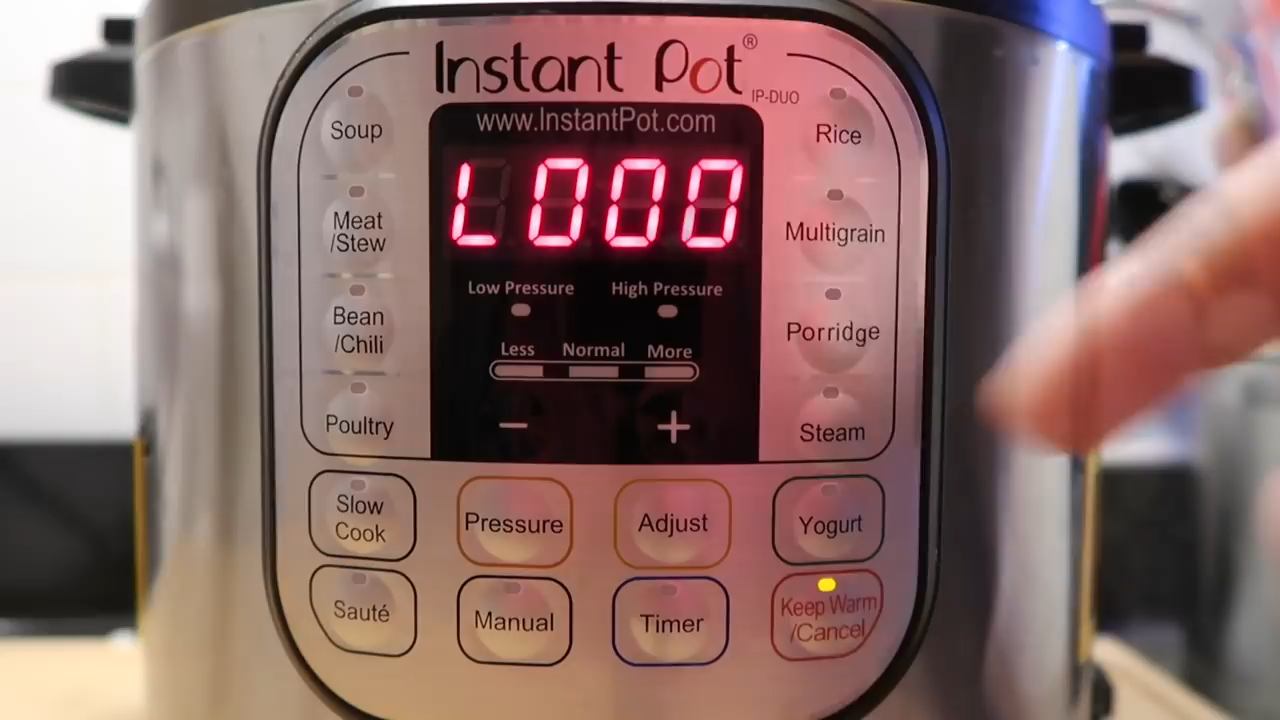 Instant Pot®
IP-DUO
www.InstantPot.com
L000
Soup
Meat
/Stew
Bean
/Chili
Poultry
Rice
Multigrain
Porridge
Steam
Low Pressure High Pressure
Less Normal More
− +
Slow
Cook
Pressure
Adjust
Yogurt
Sauté
Manual
Timer
Keep Warm
/Cancel